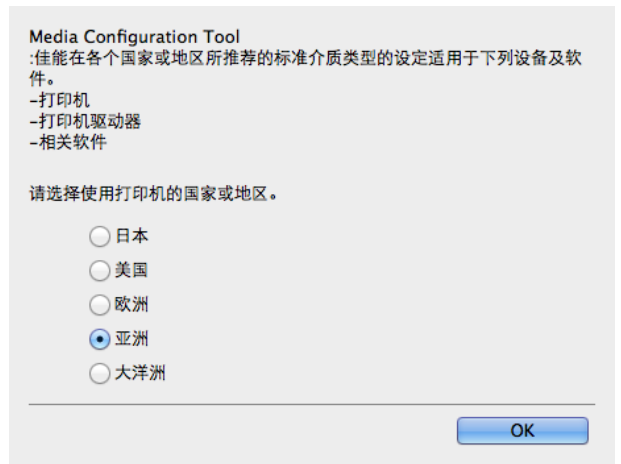 Media Configuration Tool
:佳能在各个国家或地区所推荐的标准介质类型的设定适用于下列设备及软
件。
-打印机
-打印机驱动器
-相关软件
请选择使用打印机的国家或地区。
日本
美国
欧洲
亚洲
大洋洲
OK